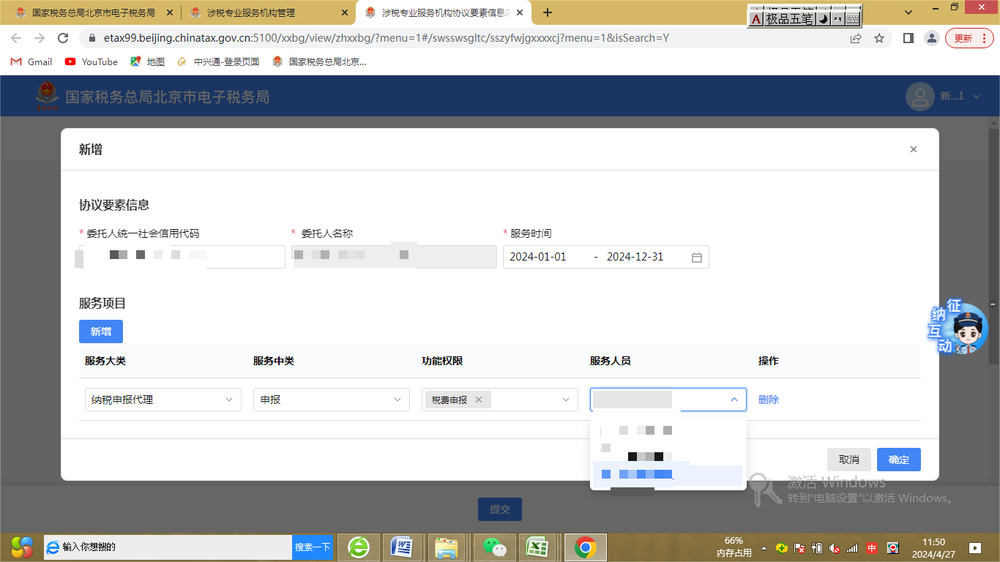 国家税务总局北京市电子税务局
涉税专业服务机构管理
涉税专业服务机构协议要素信息采
极品五笔
etax99.beijing.chinatax.gov.cn:5100/xxbg/view/zhxxbg/?menu=1#/swsswsgltc/sszyfwjgxxxxcj?menu=1&isSearch=Y
更新
Gmail
YouTube
地图
中兴通-登录页面
国家税务总局北京...
国家税务总局北京市电子税务局
新...1
新增
协议要素信息
* 委托人统一社会信用代码
* 委托人名称
* 服务时间
2024-01-01 - 2024-12-31
服务项目
新增
服务大类 服务中类 功能权限 服务人员 操作
纳税申报代理 申报 税费申报 删除
征纳互动
取消 确定
激活 Windows
转到"电脑设置"以激活 Windows。
提交
输入你想搜的
搜索一下
66%
内存占用
中
11:50
2024/4/27